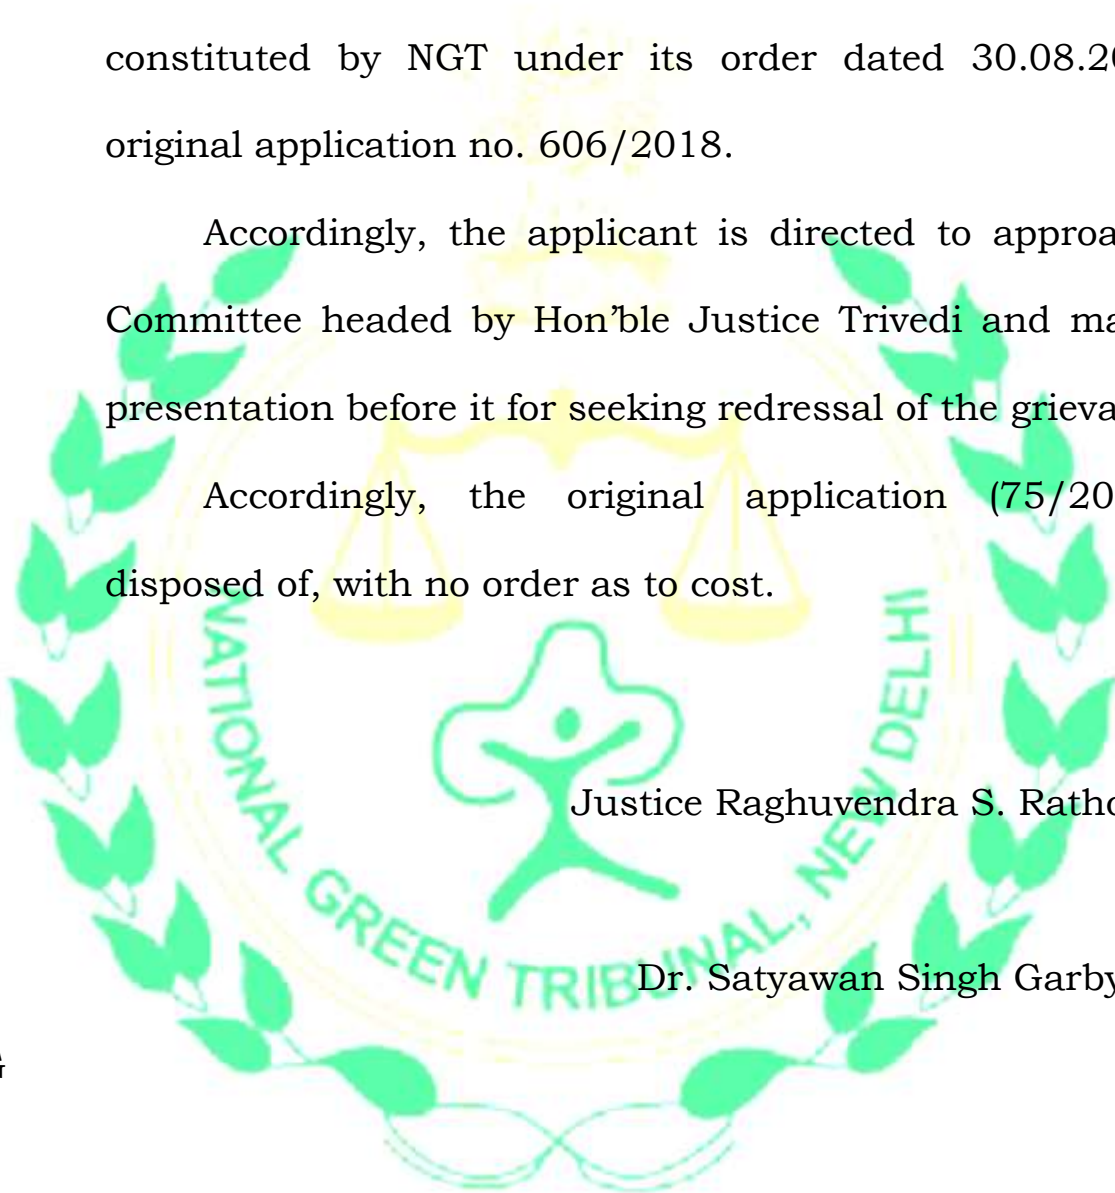 constituted by NGT under its order dated 30.08.20
original application no. 606/2018.
Accordingly, the applicant is directed to approa
Committee headed by Hon’ble Justice Trivedi and ma
presentation before it for seeking redressal of the grieva
Accordingly, the original application (75/20
disposed of, with no order as to cost.
Justice Raghuvendra S. Ratho
Dr. Satyawan Singh Garby
NATIONAL GREEN TRIBUNAL, NEW DELHI